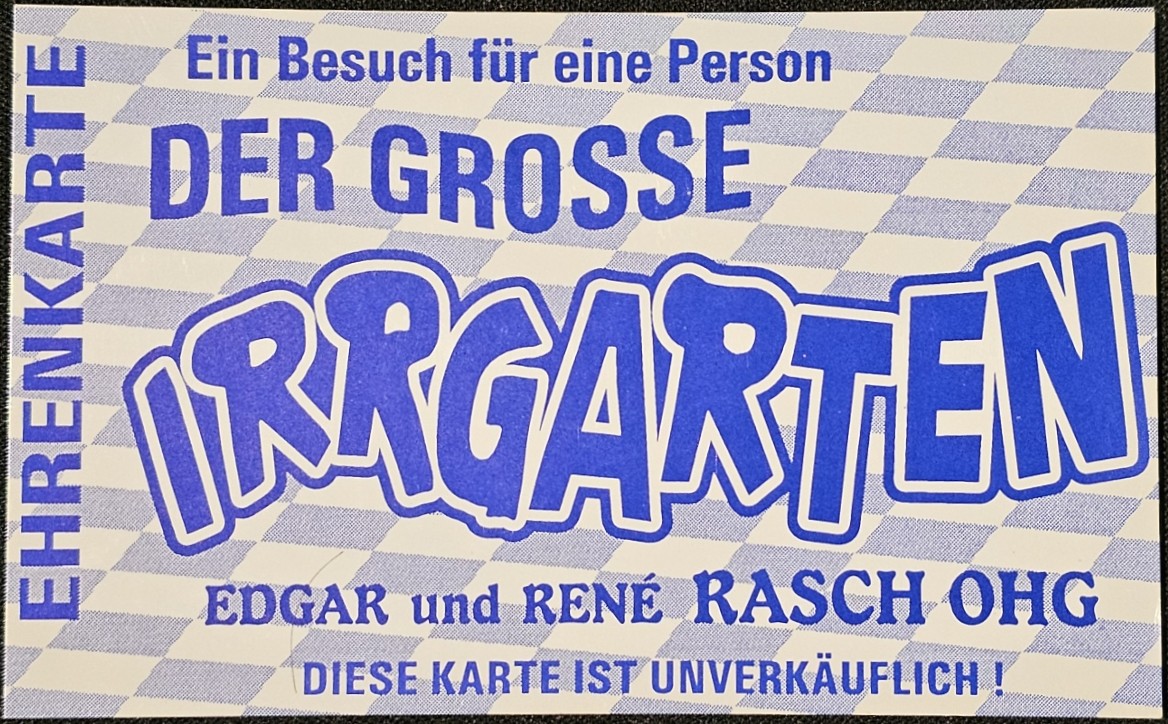 EHRENKARTE
Ein Besuch für eine Person
DER GROSSE
IRRGARTEN
EDGAR und RENÉ RASCH OHG
DIESE KARTE IST UNVERKÄUFLICH !